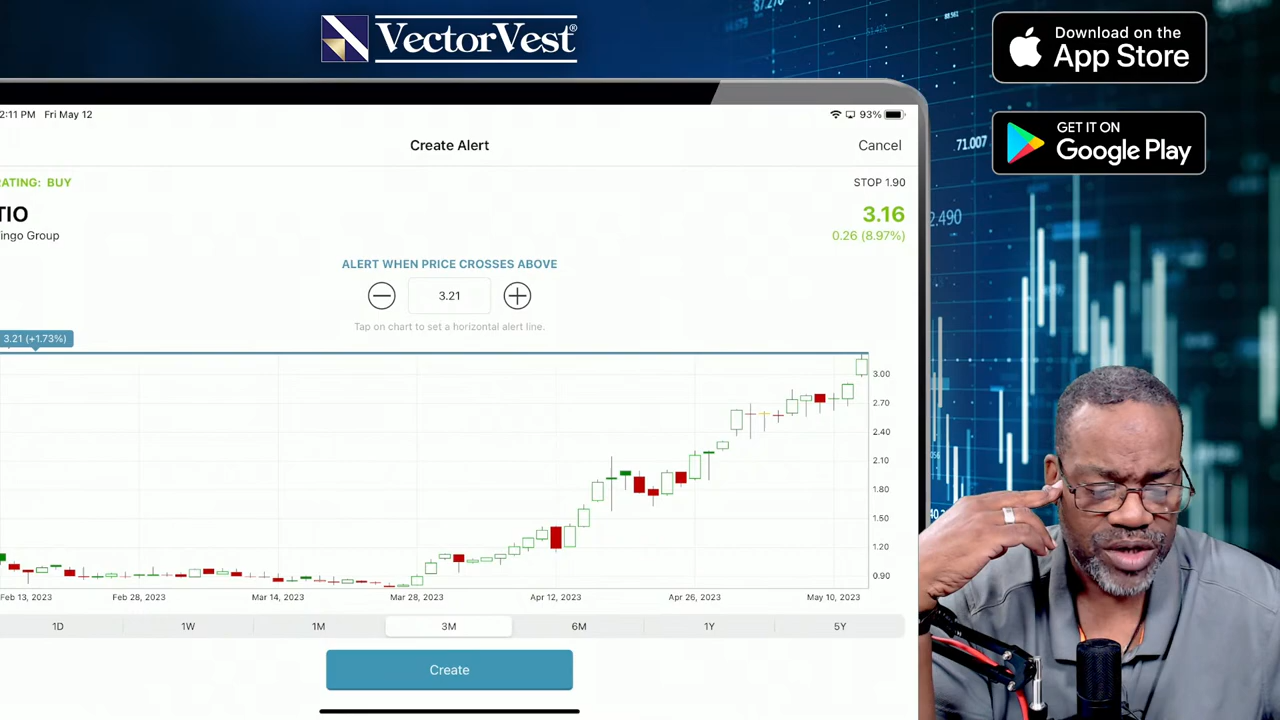 VectorVest®
Download on the
App Store
GET IT ON
Google Play
2:11 PM Fri May 12
93%
Create Alert
Cancel
RATING: BUY
STOP 1.90
TIO
3.16
ingo Group
0.26 (8.97%)
ALERT WHEN PRICE CROSSES ABOVE
3.21
Tap on chart to set a horizontal alert line.
3.21 (+1.73%)
3.00
2.70
2.40
2.10
1.80
1.50
1.20
0.90
Feb 13, 2023
Feb 28, 2023
Mar 14, 2023
Mar 28, 2023
Apr 12, 2023
Apr 26, 2023
May 10, 2023
1D
1W
1M
3M
6M
1Y
5Y
Create
71.007
2.490